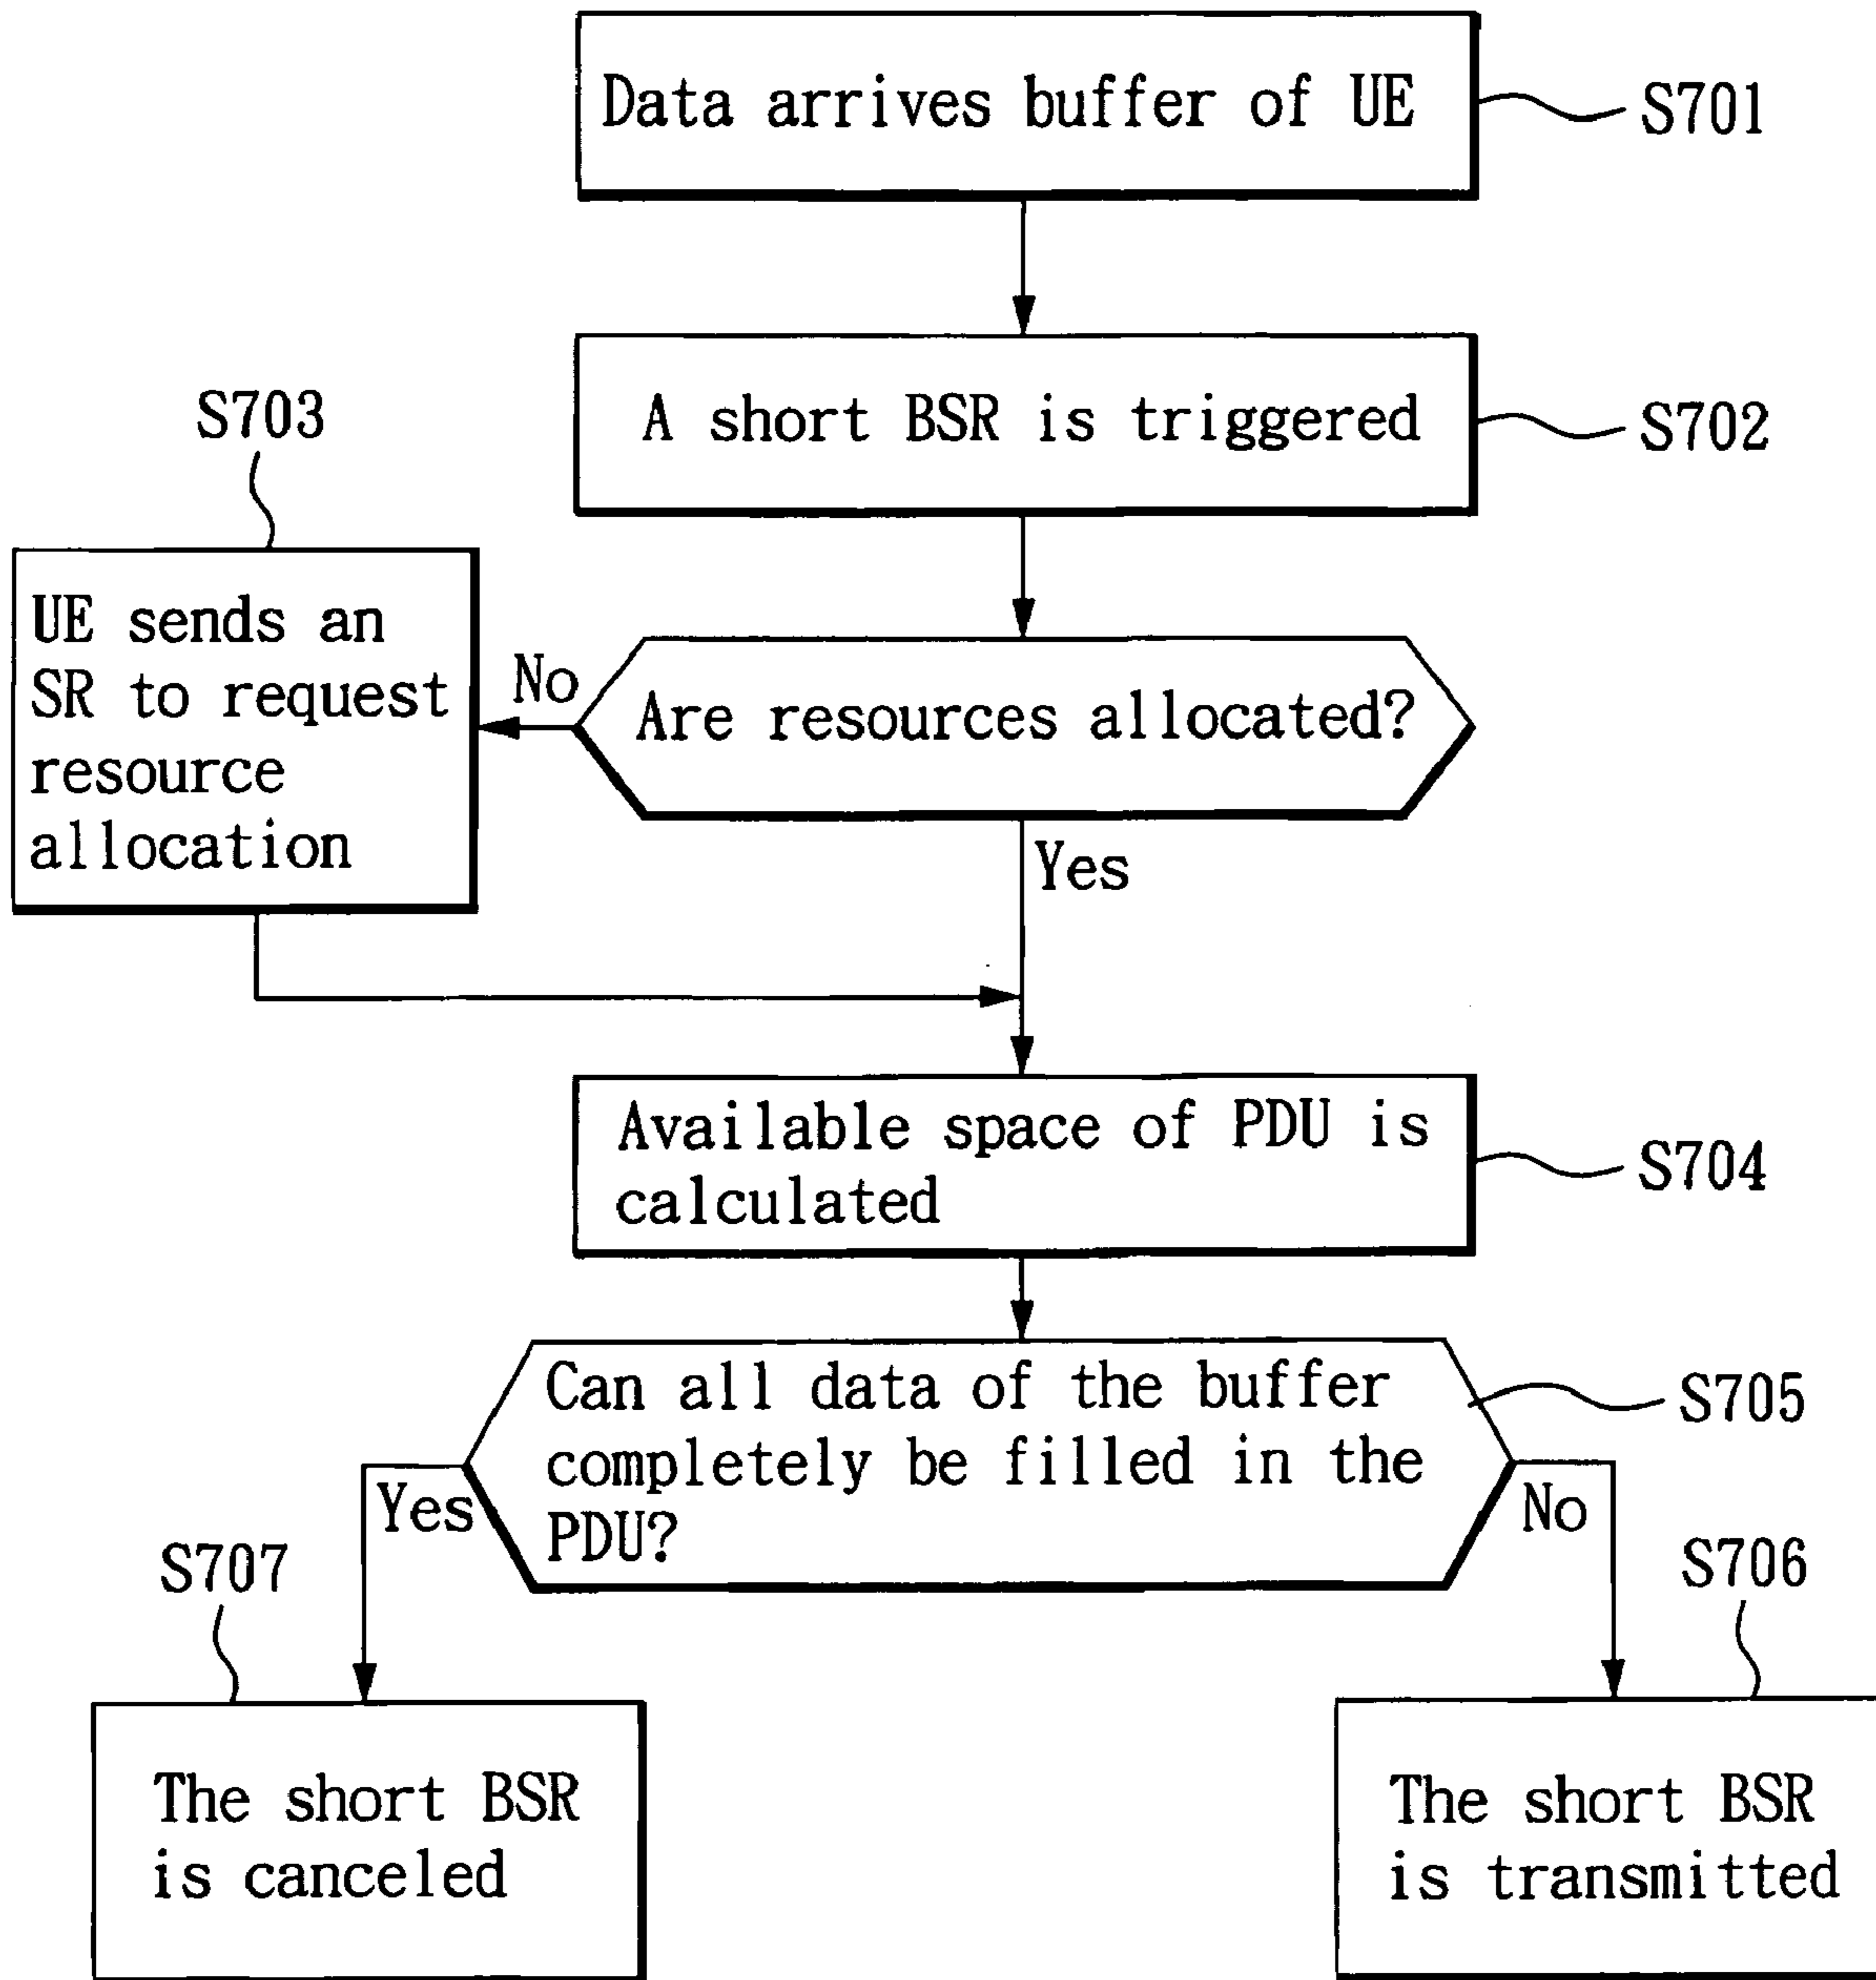 Data arrives buffer of UE
S701
A short BSR is triggered
S702
S703
UE sends an
SR to request
resource
allocation
No
Are resources allocated?
Yes
Available space of PDU is
calculated
S704
Can all data of the buffer
completely be filled in the
PDU?
S705
Yes
No
S707
S706
The short BSR
is canceled
The short BSR
is transmitted